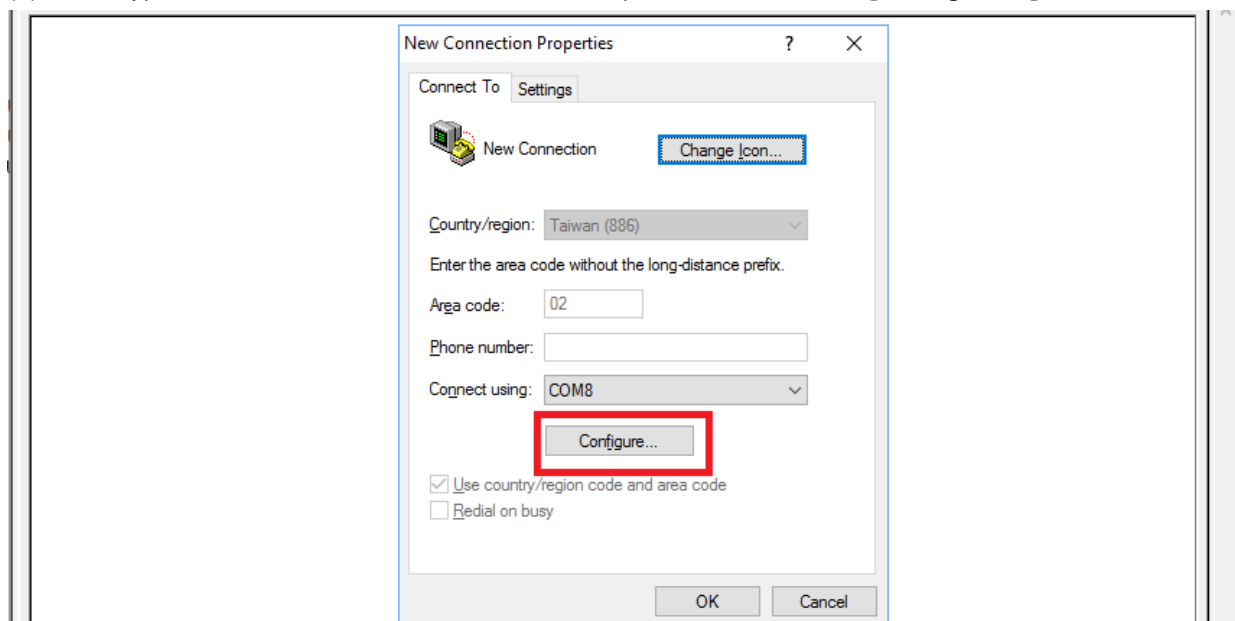 New Connection Properties ? ×
Connect To Settings
New Connection Change Icon...
Country/region: Taiwan (886)
Enter the area code without the long-distance prefix.
Area code: 02
Phone number:
Connect using: COM8
Configure...
Use country/region code and area code
Redial on busy
OK Cancel